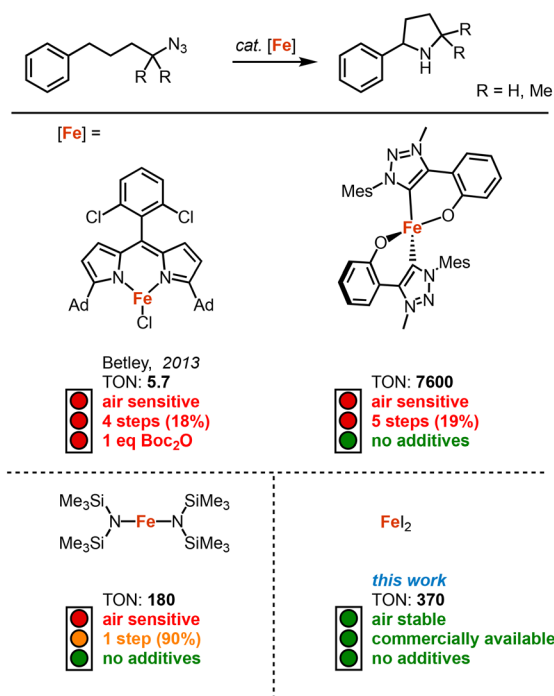 N₃
R R
cat. [Fe]
N
H
R
R
R = H, Me
[Fe] =
Cl
Cl
N
N
Fe
Cl
Ad
Ad
N
N
N
Mes
O
Fe
O
N
Mes
N
N
Betley, 2013
TON: 5.7
air sensitive
4 steps (18%)
1 eq Boc₂O
TON: 7600
air sensitive
5 steps (19%)
no additives
Me₃Si
SiMe₃
N Fe N
Me₃Si
SiMe₃
TON: 180
air sensitive
1 step (90%)
no additives
FeI₂
this work
TON: 370
air stable
commercially available
no additives